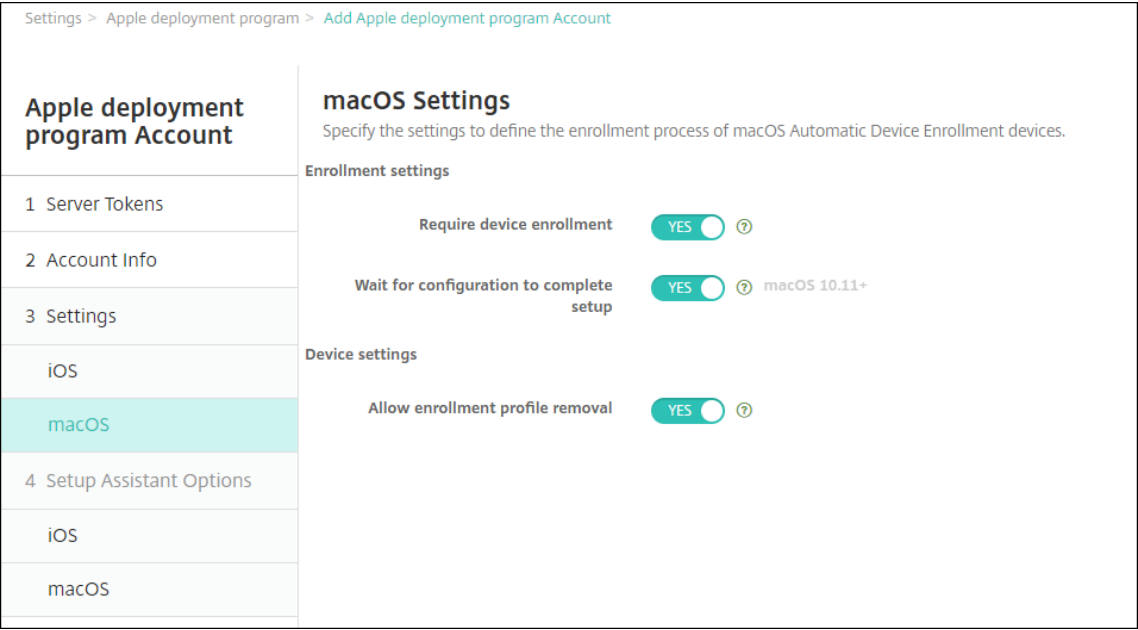 Settings > Apple deployment program > Add Apple deployment program Account
Apple deployment
program Account
1 Server Tokens
2 Account Info
3 Settings
iOS
macOS
4 Setup Assistant Options
iOS
macOS
macOS Settings
Specify the settings to define the enrollment process of macOS Automatic Device Enrollment devices.
Enrollment settings
Require device enrollment YES ?
Wait for configuration to complete YES ? macOS 10.11+
setup
Device settings
Allow enrollment profile removal YES ?